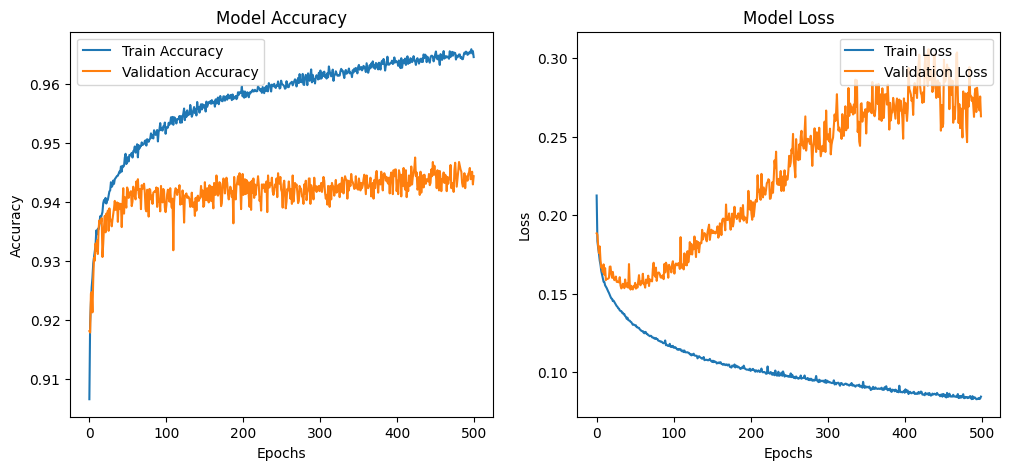 Model Accuracy
Train Accuracy
Validation Accuracy
Accuracy
0.96
0.95
0.94
0.93
0.92
0.91
0
100
200
300
400
500
Epochs
Model Loss
Train Loss
Validation Loss
Loss
0.30
0.25
0.20
0.15
0.10
0
100
200
300
400
500
Epochs